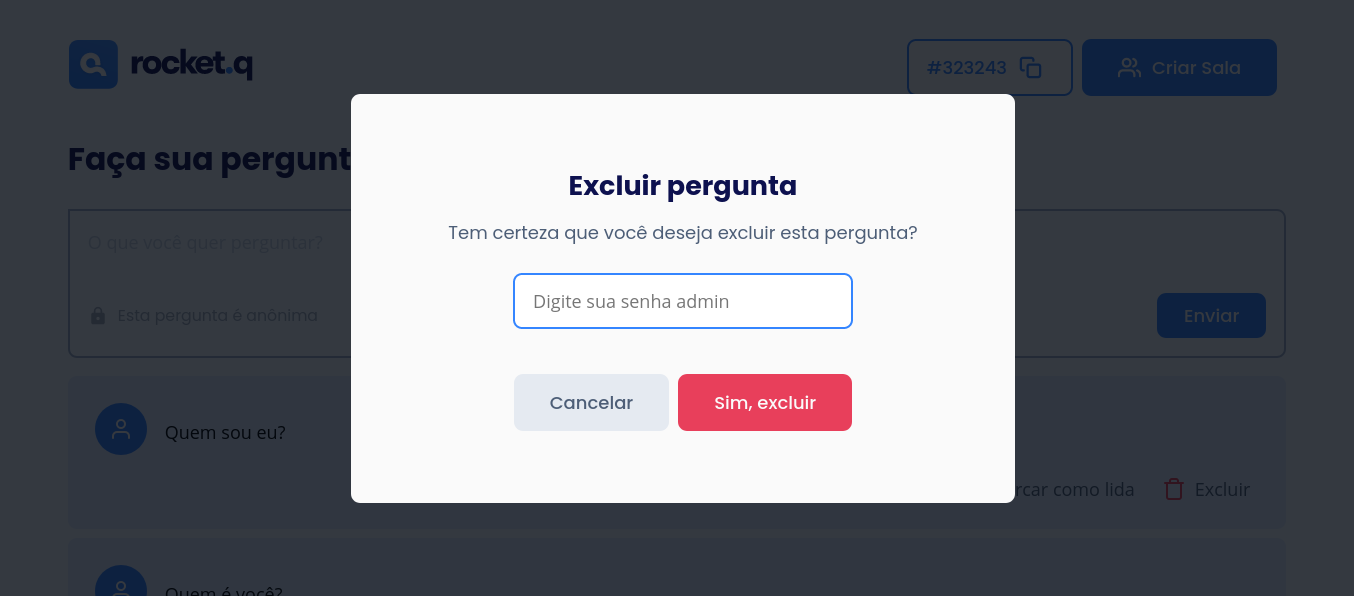 rocket.q
#323243
Criar Sala
Faça sua pergunt
Excluir pergunta
Tem certeza que você deseja excluir esta pergunta?
O que você quer perguntar?
Digite sua senha admin
Esta pergunta é anônima
Enviar
Cancelar
Sim, excluir
Quem sou eu?
rcar como lida
Excluir
Quem é você?